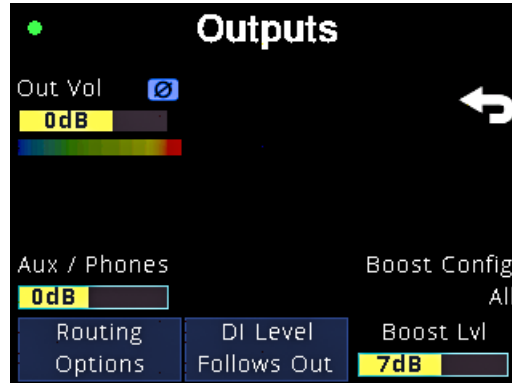 Outputs
Out Vol Ø
0dB
Aux / Phones
Boost Config
0dB
All
Routing
Options
DI Level
Follows Out
Boost Lvl
7dB